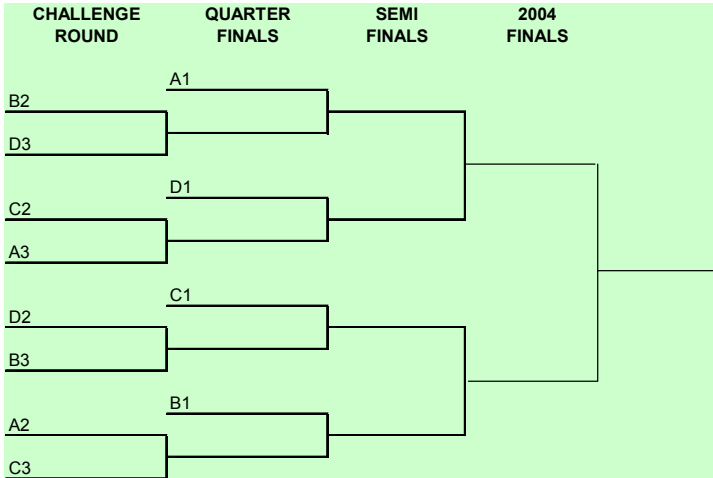 CHALLENGE ROUND
QUARTER FINALS
SEMI FINALS
2004 FINALS
A1
B2
D3
D1
C2
A3
C1
D2
B3
B1
A2
C3